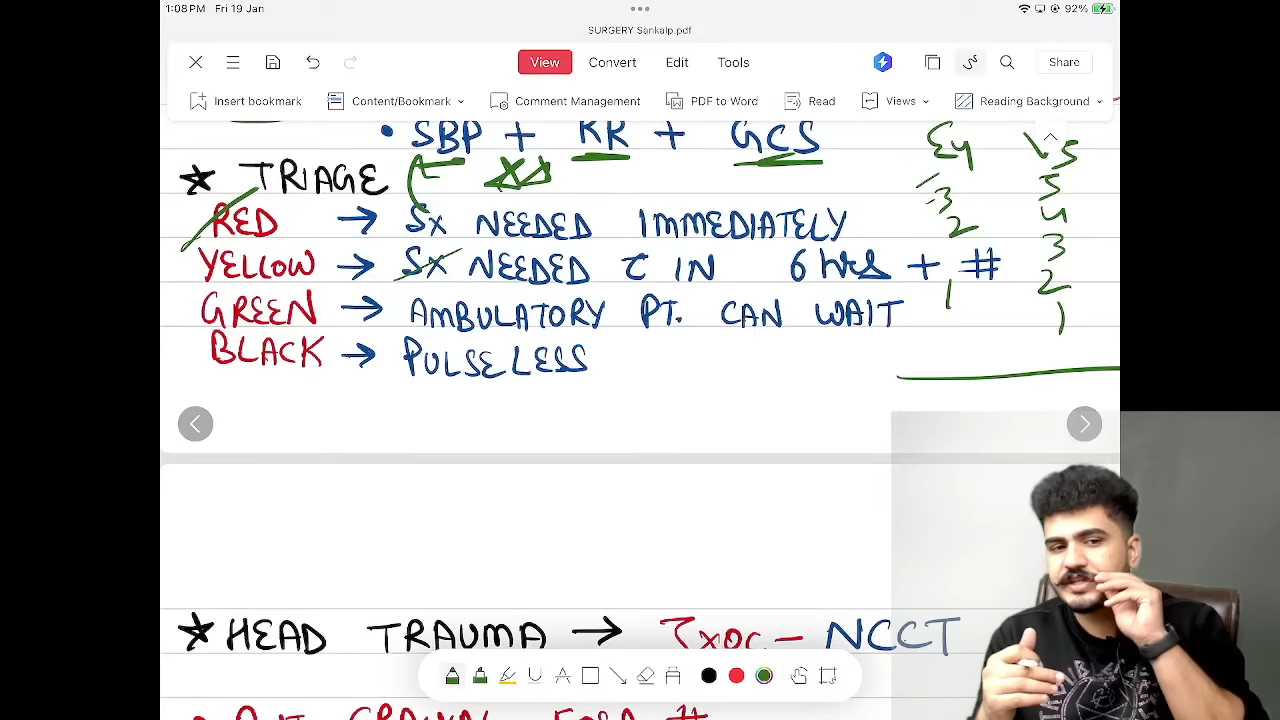 1:08 PM Fri 19 Jan
92%
SURGERY Sankalp.pdf
View Convert Edit Tools Share
Insert bookmark Content/Bookmark Comment Management PDF to Word Read Views Reading Background
• SBP + RR + GCS
★ TRIAGE
RED → Sx NEEDED IMMEDIATELY
YELLOW → Sx NEEDED IN 6 hrs + #
GREEN → AMBULATORY PT. CAN WAIT
BLACK → PULSELESS
Ey V5
3 5
2 4
3
1 2
1
★ HEAD TRAUMA → IxOC - NCCT